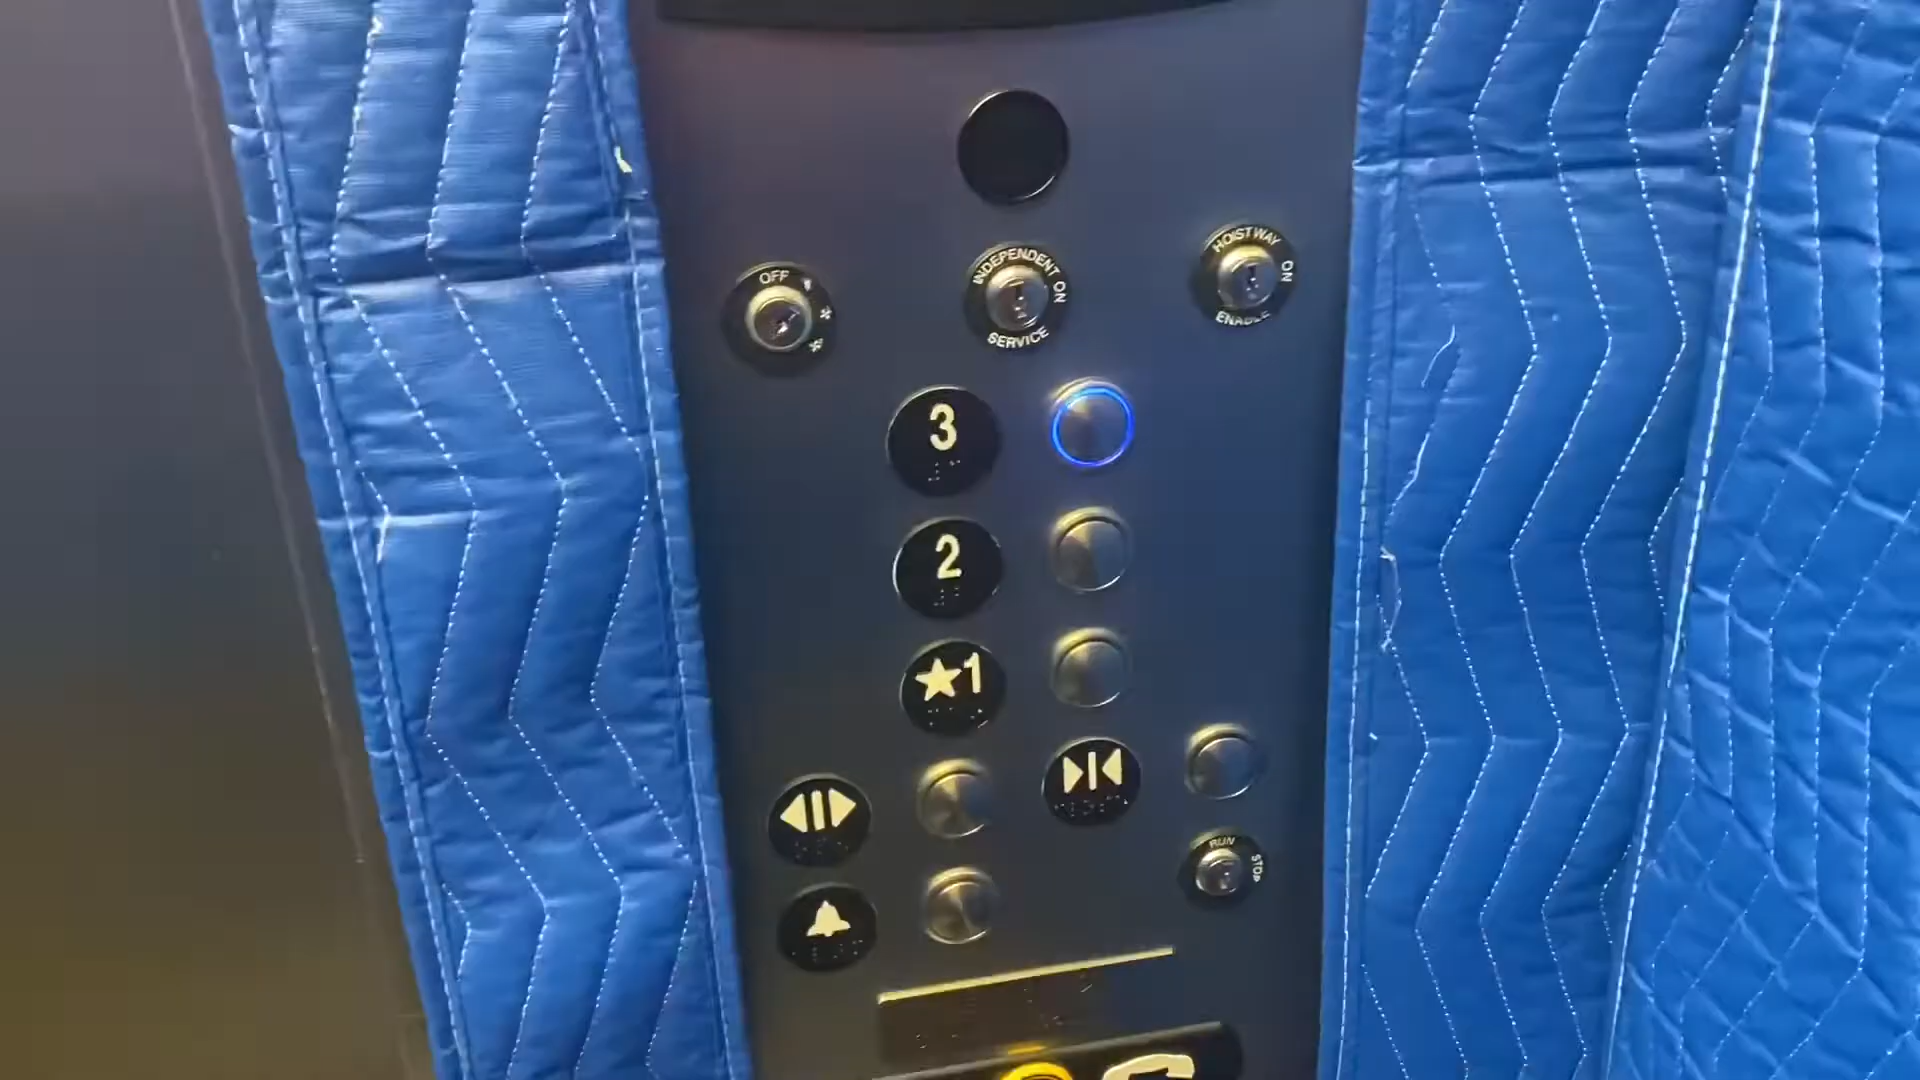 OFF
INDEPENDENT
ON
SERVICE
HOISTWAY
ON
ENABLE
3
2
★1
RUN
STOP